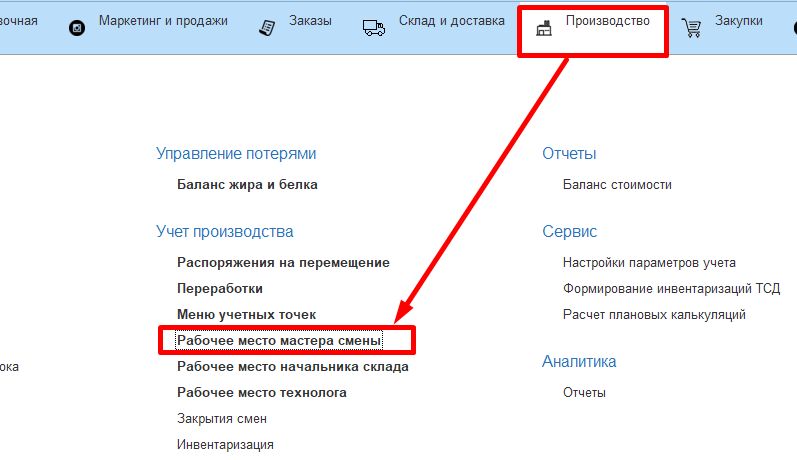 вочная Маркетинг и продажи Заказы Склад и доставка Производство Закупки
Управление потерями
Баланс жира и белка
Учет производства
Распоряжения на перемещение
Переработки
Меню учетных точек
Рабочее место мастера смены
ока
Рабочее место начальника склада
Рабочее место технолога
Закрытия смен
Инвентаризация
Отчеты
Баланс стоимости
Сервис
Настройки параметров учета
Формирование инвентаризаций ТСД
Расчет плановых калькуляций
Аналитика
Отчеты